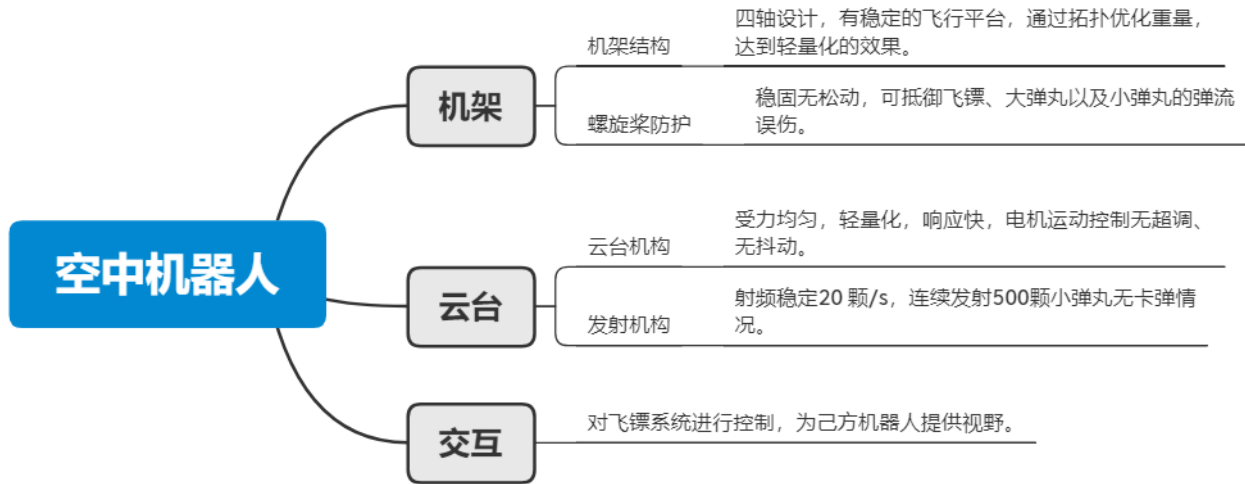 空中机器人
机架
机架结构
四轴设计，有稳定的飞行平台，通过拓扑优化重量，
达到轻量化的效果。
螺旋桨防护
稳固无松动，可抵御飞镖、大弹丸以及小弹丸的弹流
误伤。
云台
云台机构
受力均匀，轻量化，响应快，电机运动控制无超调、
无抖动。
发射机构
射频稳定20 颗/s，连续发射500颗小弹丸无卡弹情
况。
交互
对飞镖系统进行控制，为己方机器人提供视野。